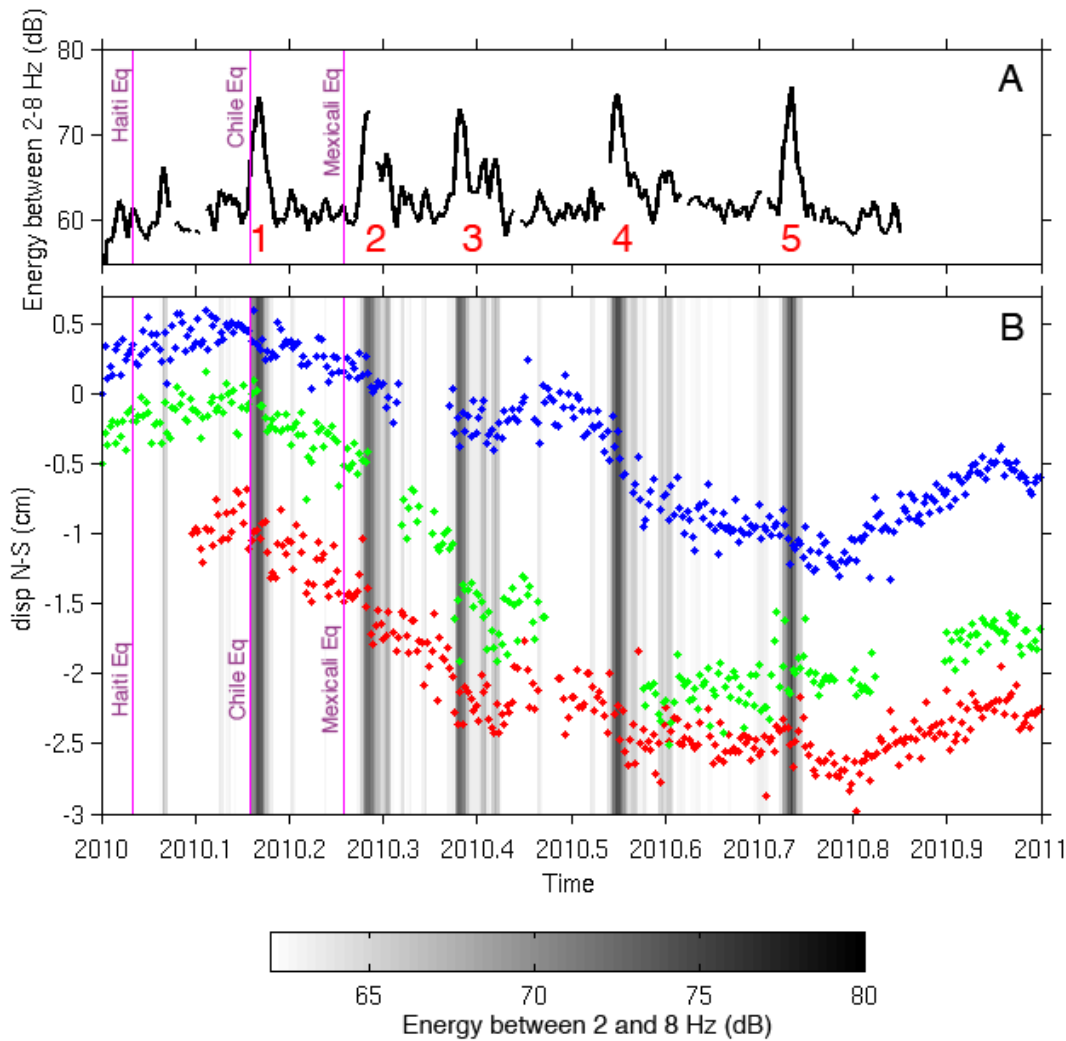 Energy between 2-8 Hz (dB)
80
70
60
A
Haiti Eq
Chile Eq
Mexicali Eq
1
2
3
4
5
disp N-S (cm)
0.5
0
-0.5
-1
-1.5
-2
-2.5
-3
B
Haiti Eq
Chile Eq
Mexicali Eq
2010 2010.1 2010.2 2010.3 2010.4 2010.5 2010.6 2010.7 2010.8 2010.9 2011
Time
65 70 75 80
Energy between 2 and 8 Hz (dB)